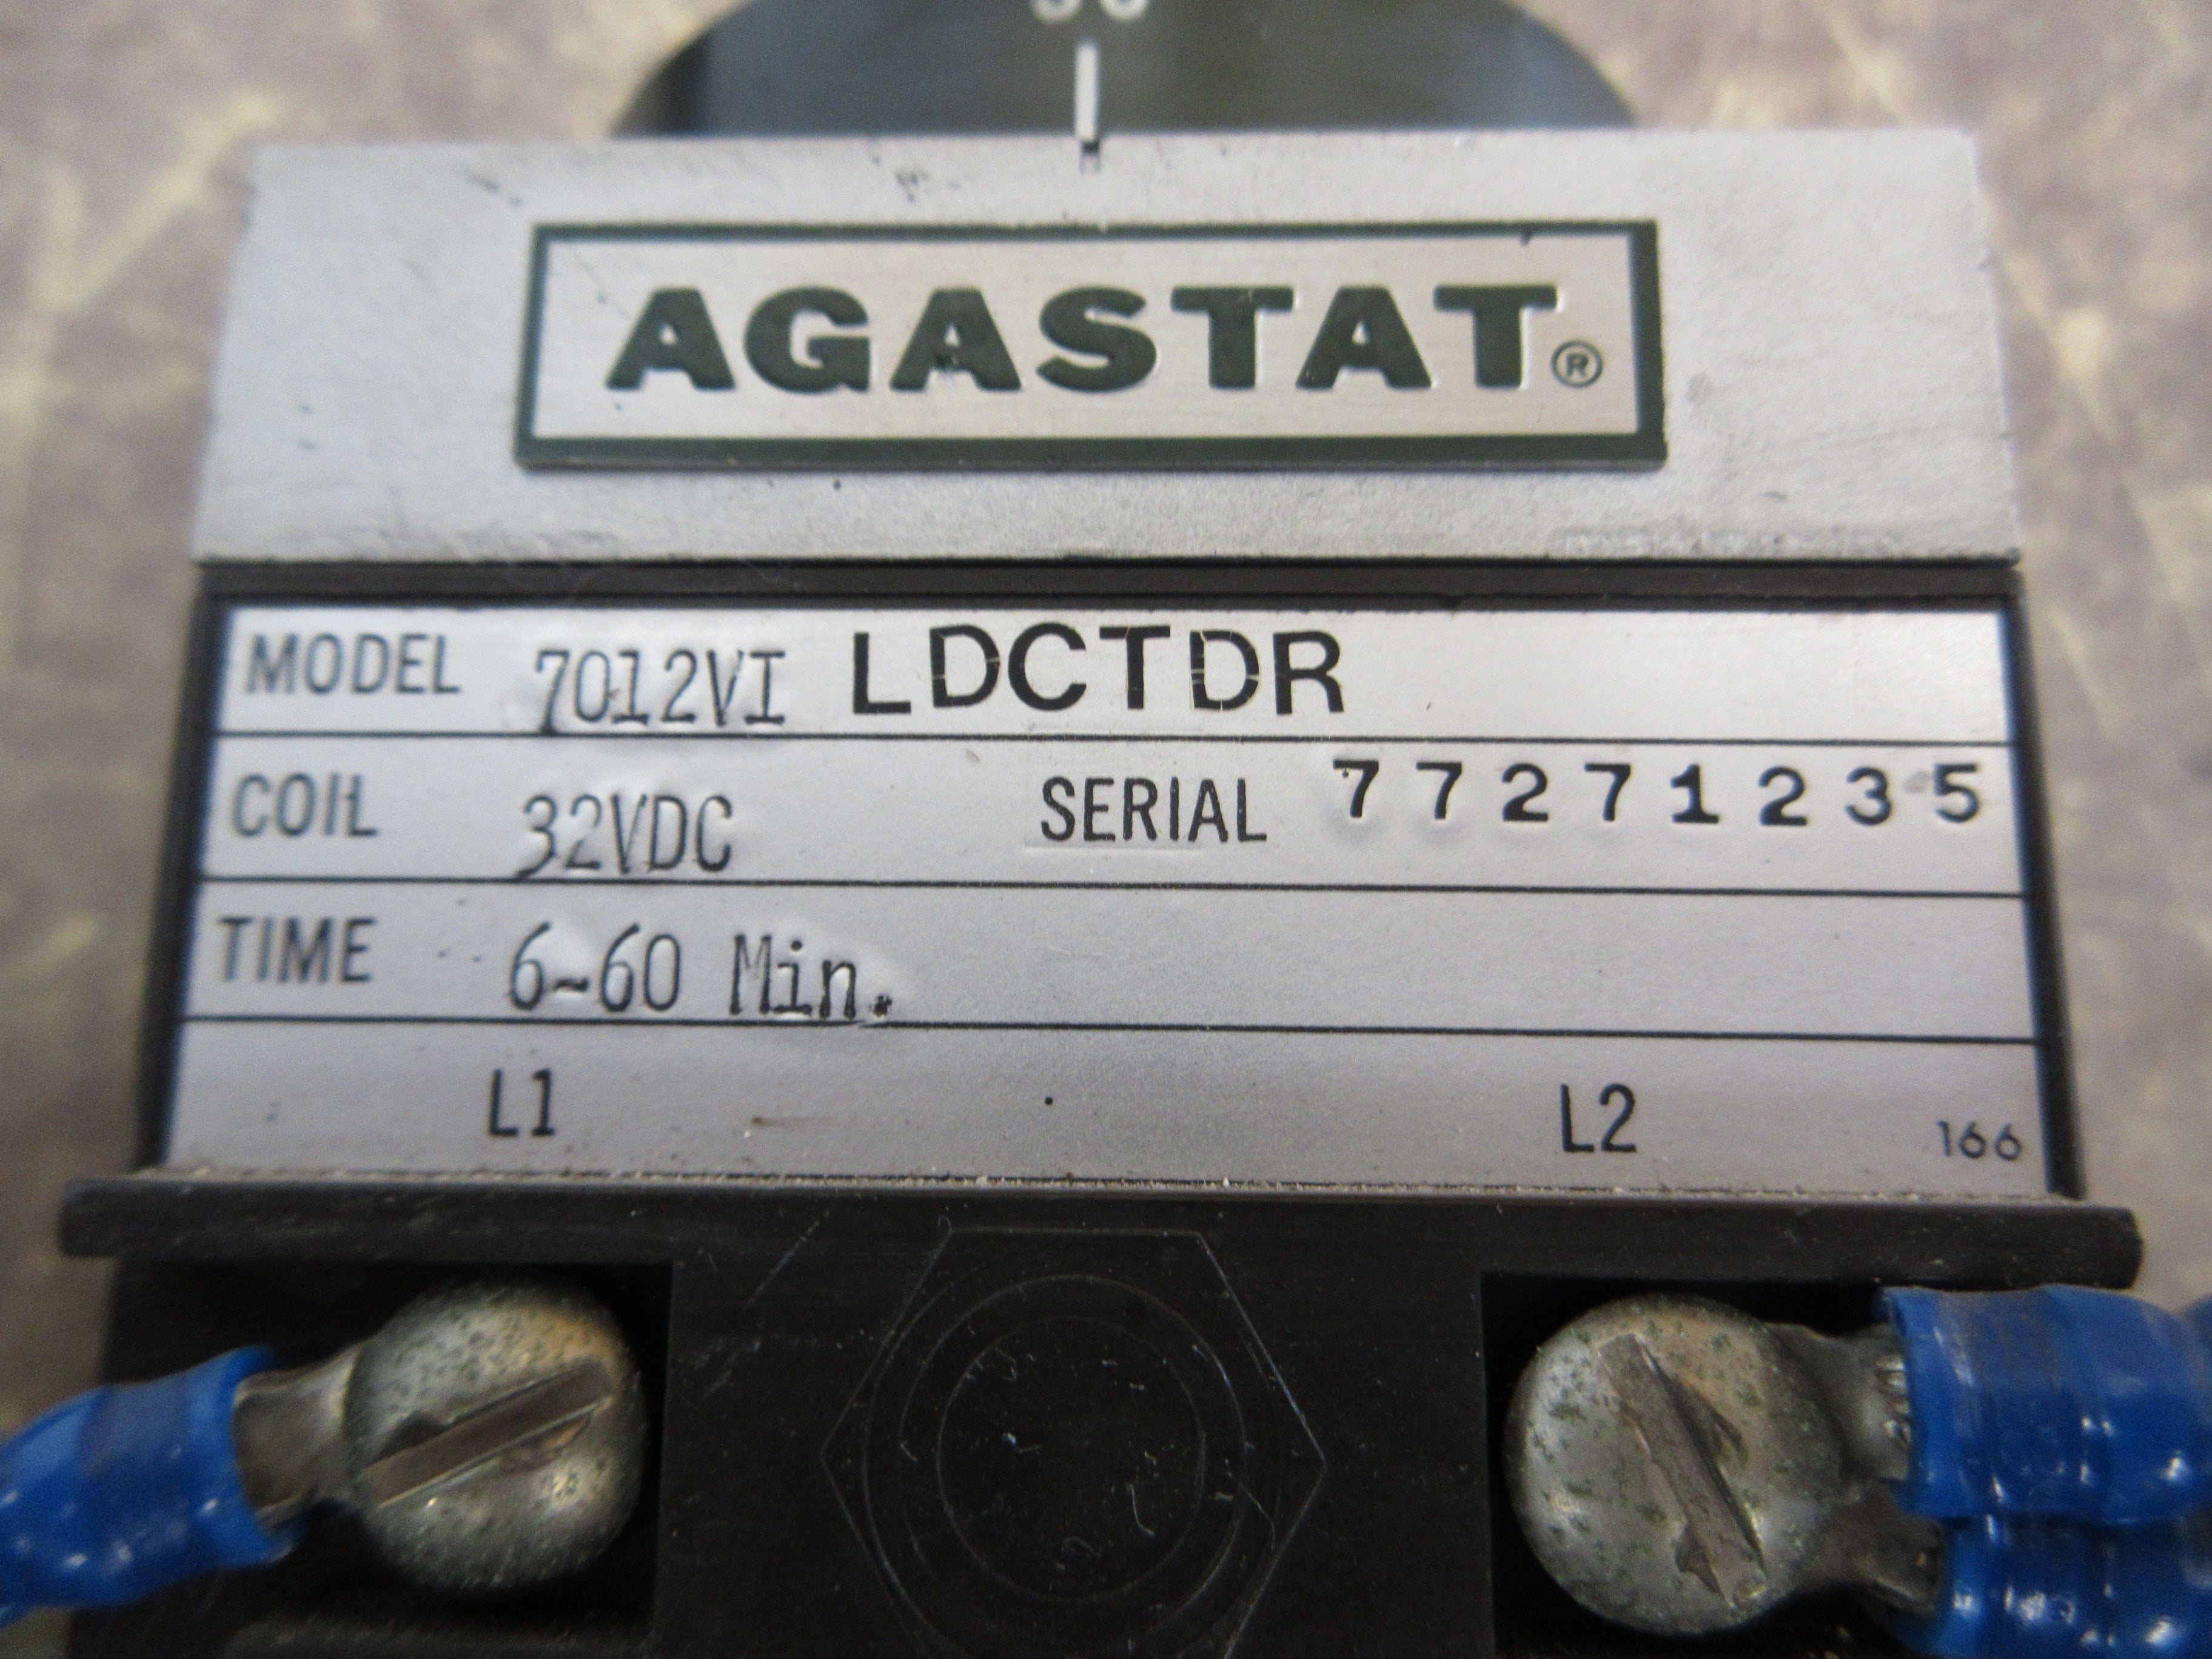 AGASTAT®
MODEL 7012VI LDCTDR
COIL 32VDC SERIAL 77271235
TIME 6-60 Min.
L1 L2 166